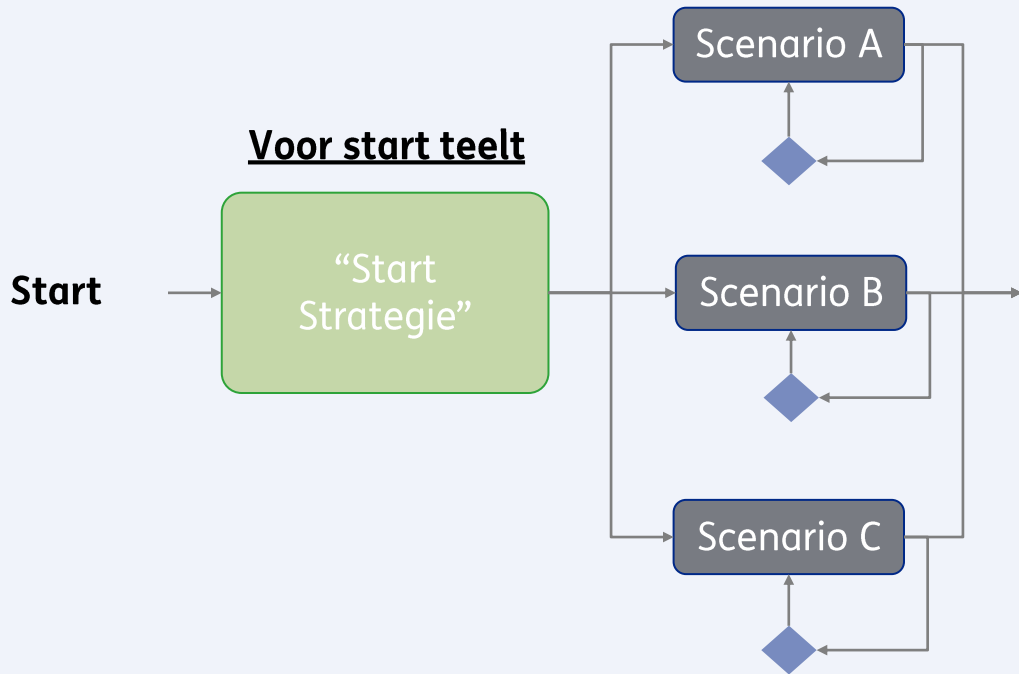 Scenario A
Voor start teelt
“Start
Strategie”
Start
Scenario B
Scenario C